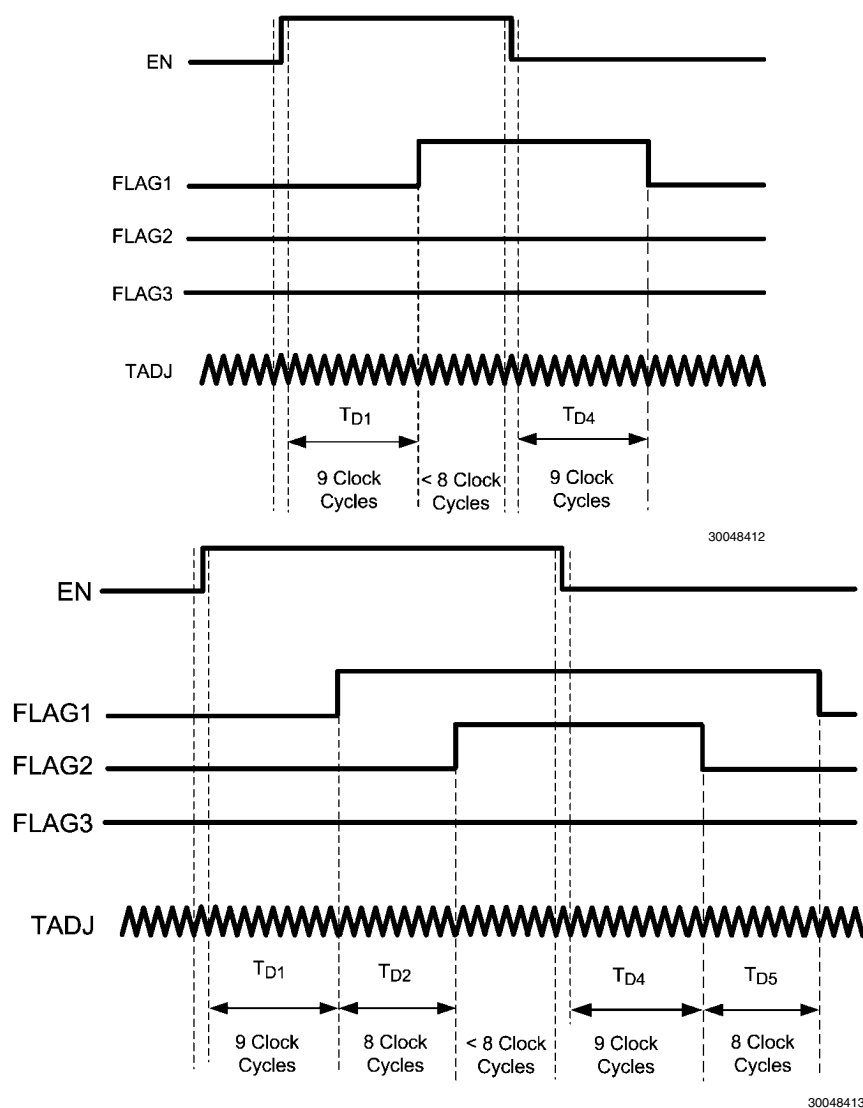 EN
FLAG1
FLAG2
FLAG3
TADJ
TD1 TD4
9 Clock Cycles < 8 Clock Cycles 9 Clock Cycles
30048412
EN
FLAG1
FLAG2
FLAG3
TADJ
TD1 TD2 TD4 TD5
9 Clock Cycles 8 Clock Cycles < 8 Clock Cycles 9 Clock Cycles 8 Clock Cycles
30048413